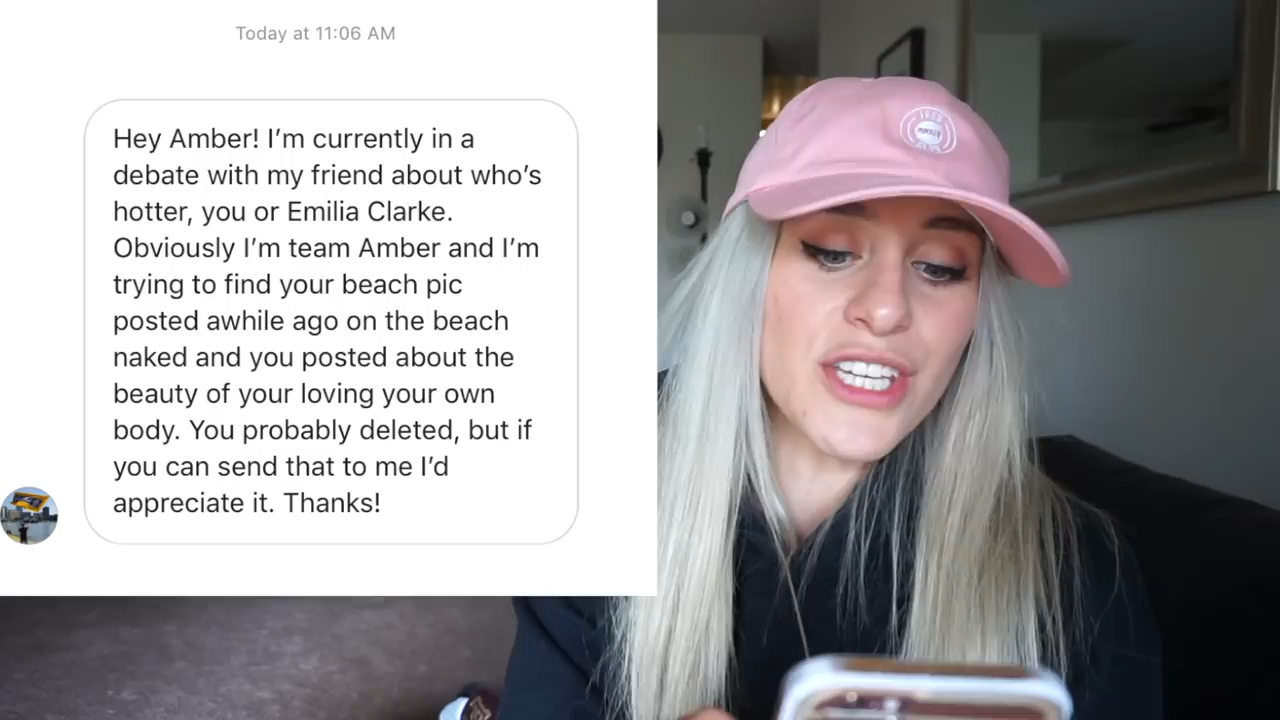 Today at 11:06 AM
Hey Amber! I'm currently in a
debate with my friend about who's
hotter, you or Emilia Clarke.
Obviously I'm team Amber and I'm
trying to find your beach pic
posted awhile ago on the beach
naked and you posted about the
beauty of your loving your own
body. You probably deleted, but if
you can send that to me I'd
appreciate it. Thanks!